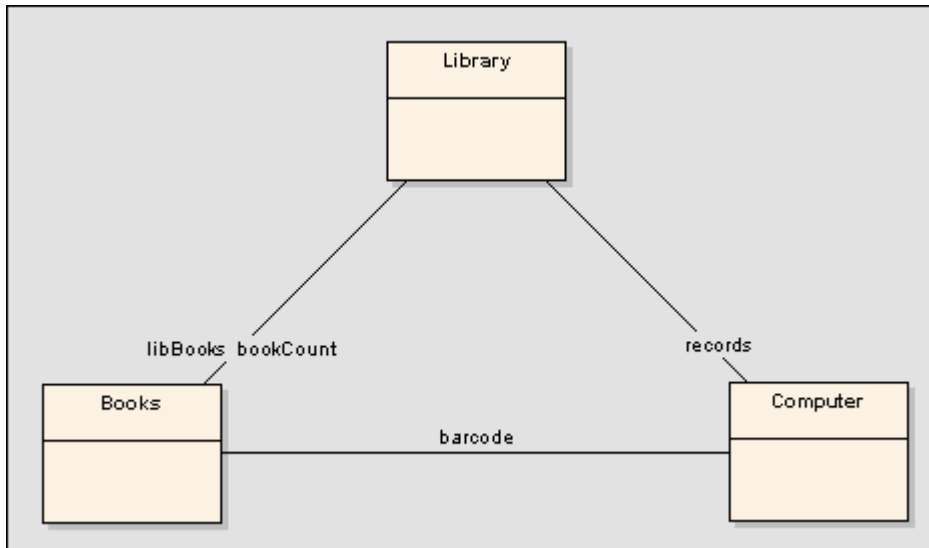 Library
libBooks bookCount
records
Books
Computer
barcode